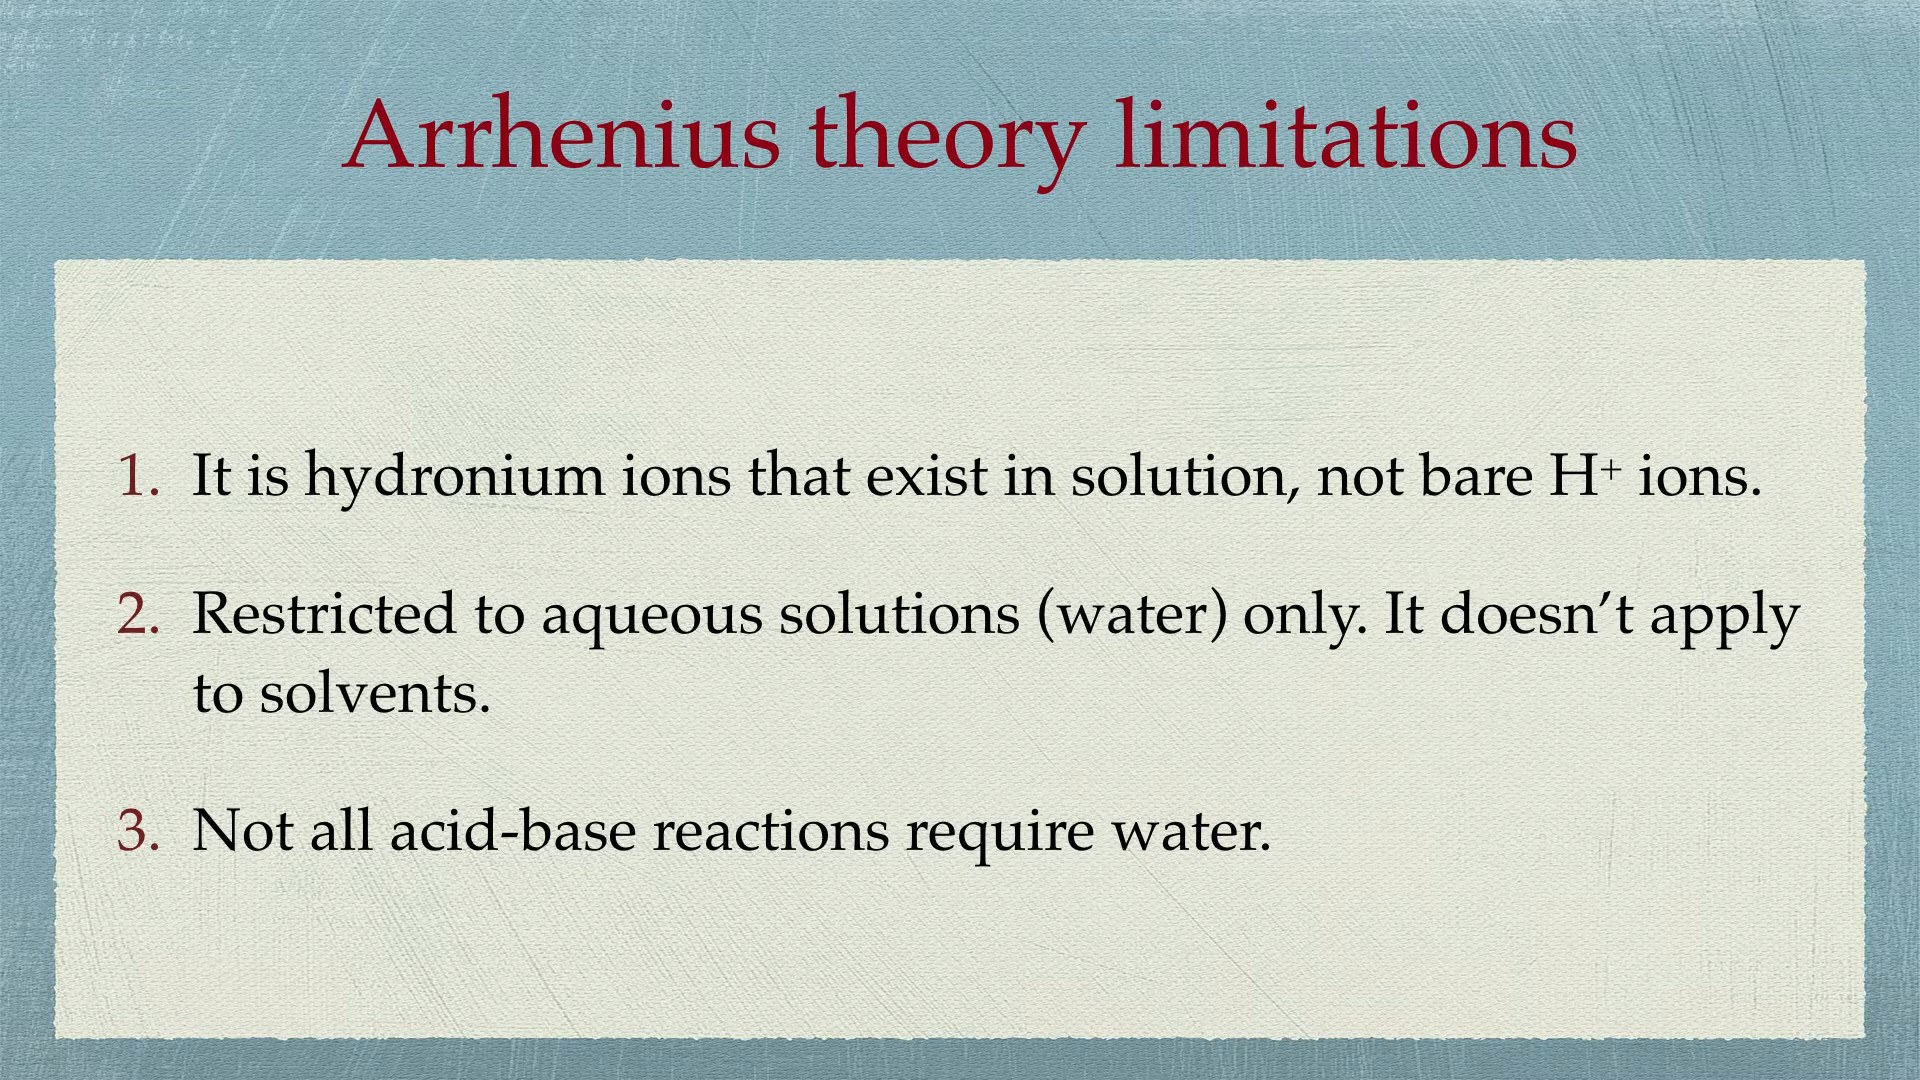 Arrhenius theory limitations
1. It is hydronium ions that exist in solution, not bare H⁺ ions.
2. Restricted to aqueous solutions (water) only. It doesn’t apply
to solvents.
3. Not all acid-base reactions require water.